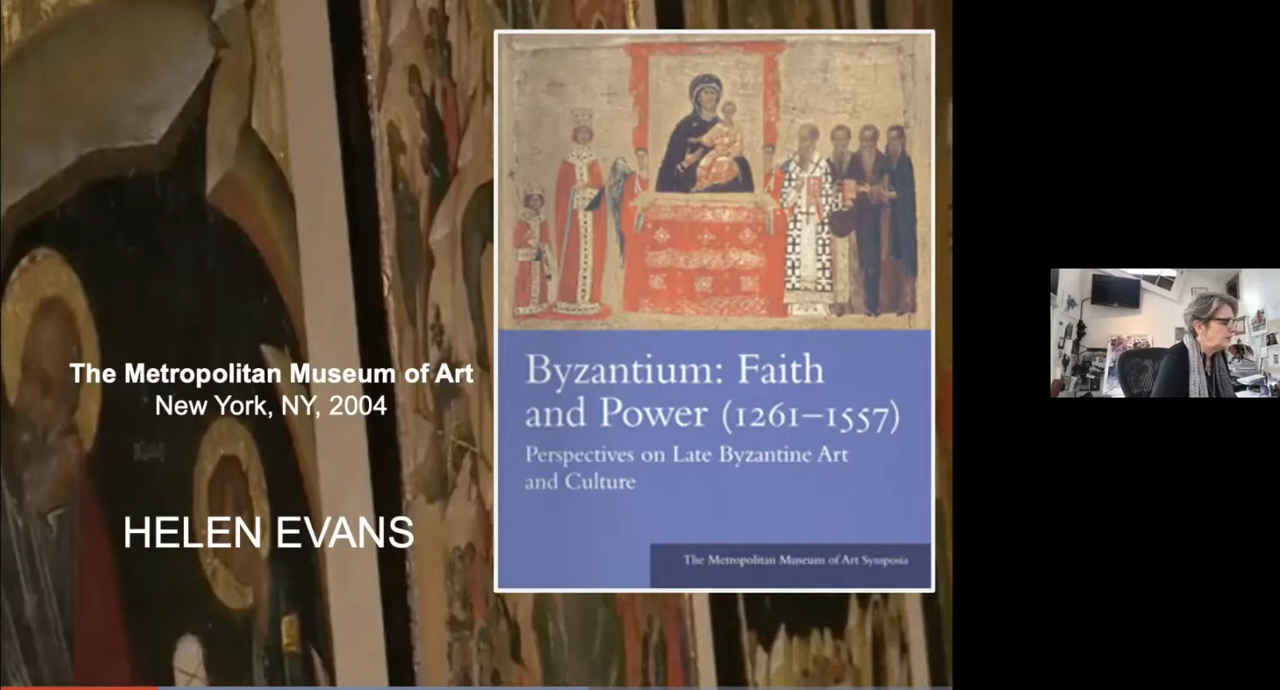 The Metropolitan Museum of Art
New York, NY, 2004
HELEN EVANS
Byzantium: Faith
and Power (1261–1557)
Perspectives on Late Byzantine Art
and Culture
The Metropolitan Museum of Art Symposia